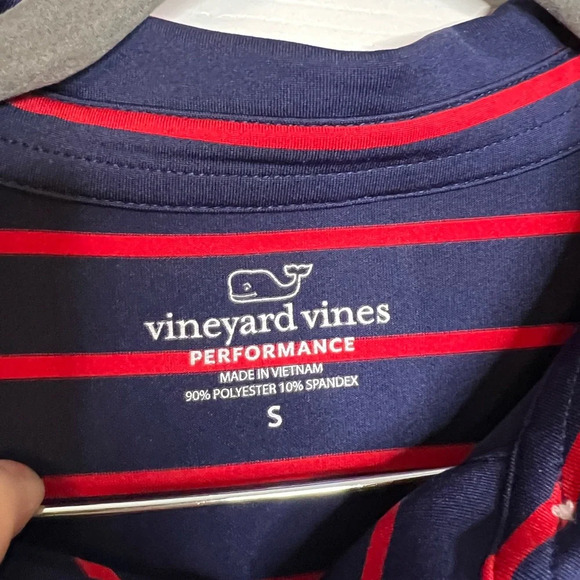 vineyard vines
PERFORMANCE
MADE IN VIETNAM
90% POLYESTER 10% SPANDEX
S